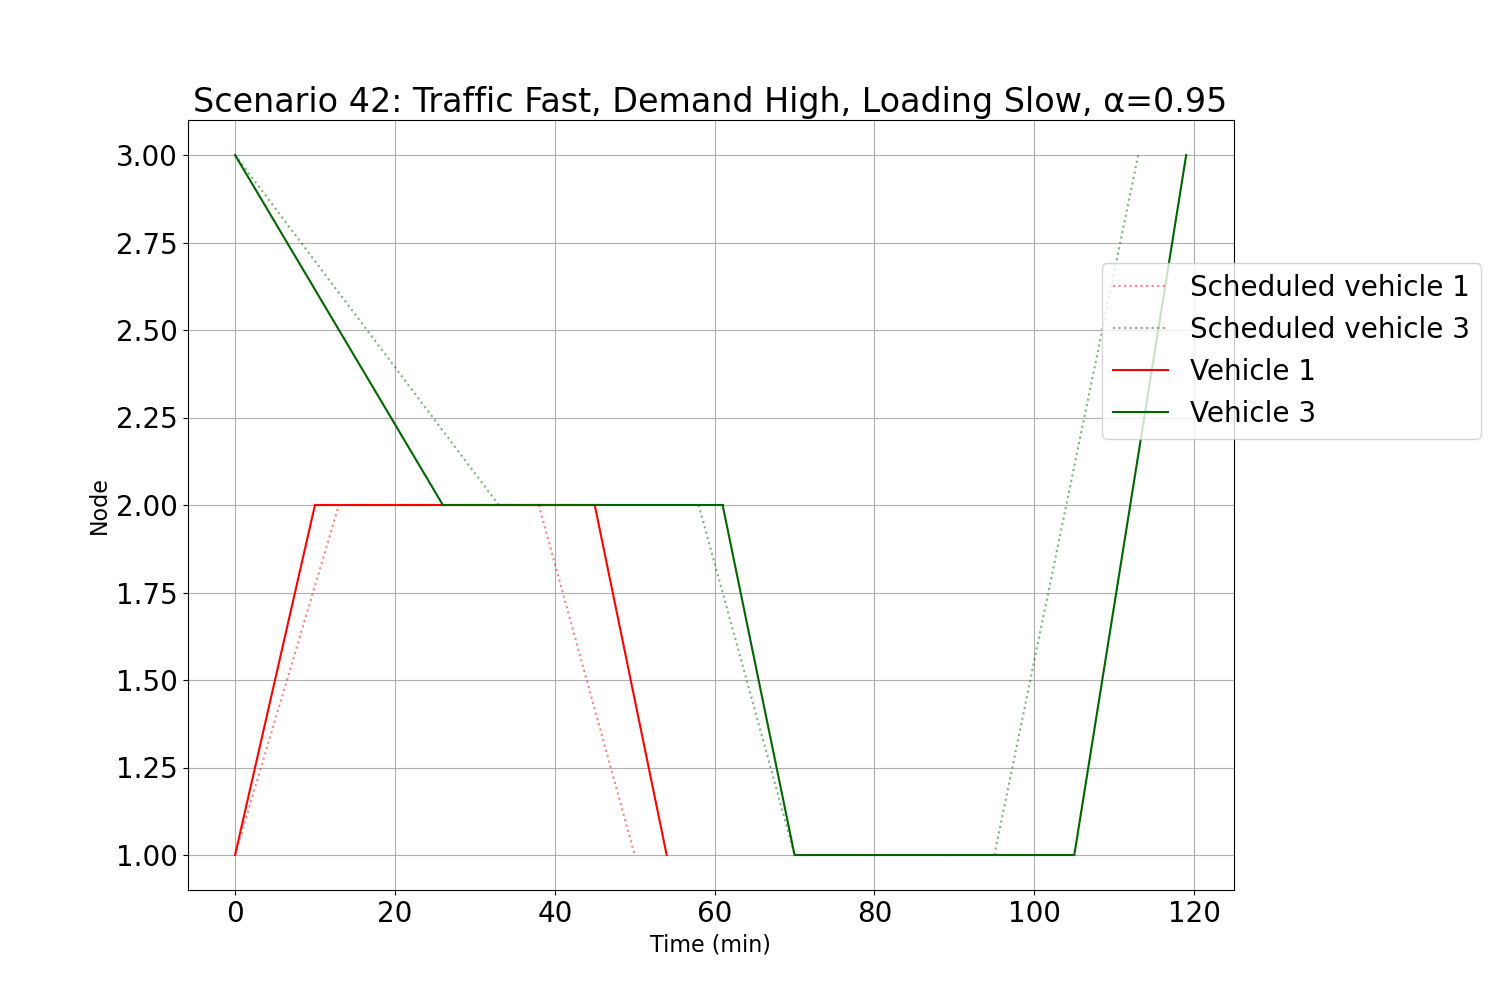 Scenario 42: Traffic Fast, Demand High, Loading Slow, α=0.95
3.00
2.75
2.50
2.25
2.00
1.75
1.50
1.25
1.00
Node
0 20 40 60 80 100 120
Time (min)
Scheduled vehicle 1
Scheduled vehicle 3
Vehicle 1
Vehicle 3